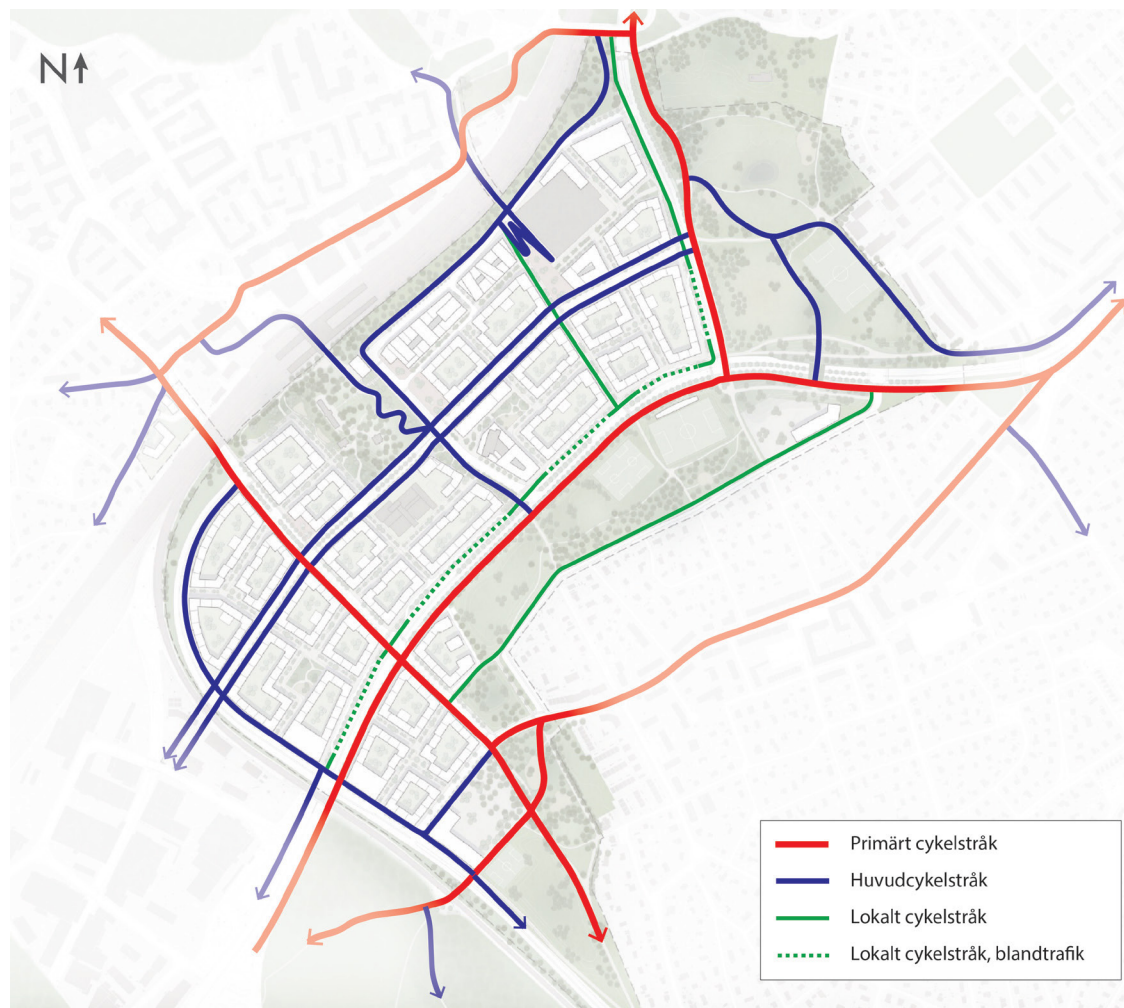 N
Primärt cykelstråk
Huvudcykelstråk
Lokalt cykelstråk
Lokalt cykelstråk, blandtrafik